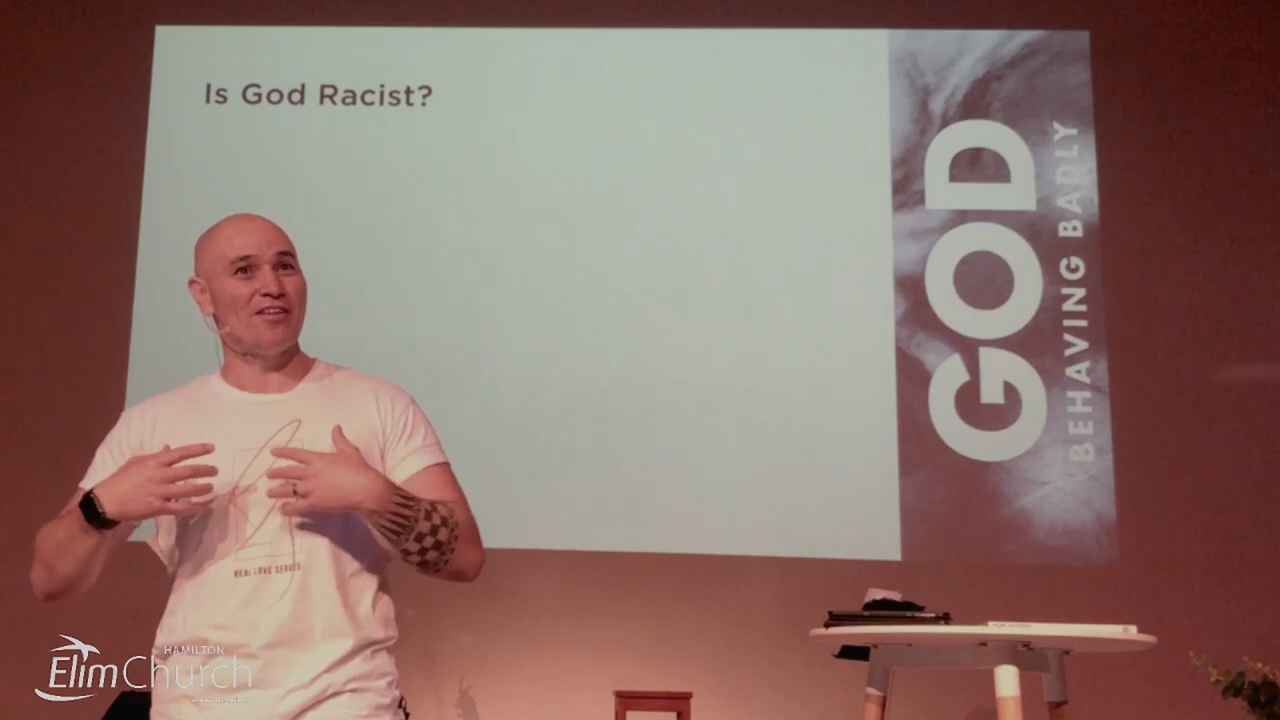 Is God Racist?
GOD
BEHAVING BADLY
REAL LOVE SERVES
HAMILTON
ElimChurch